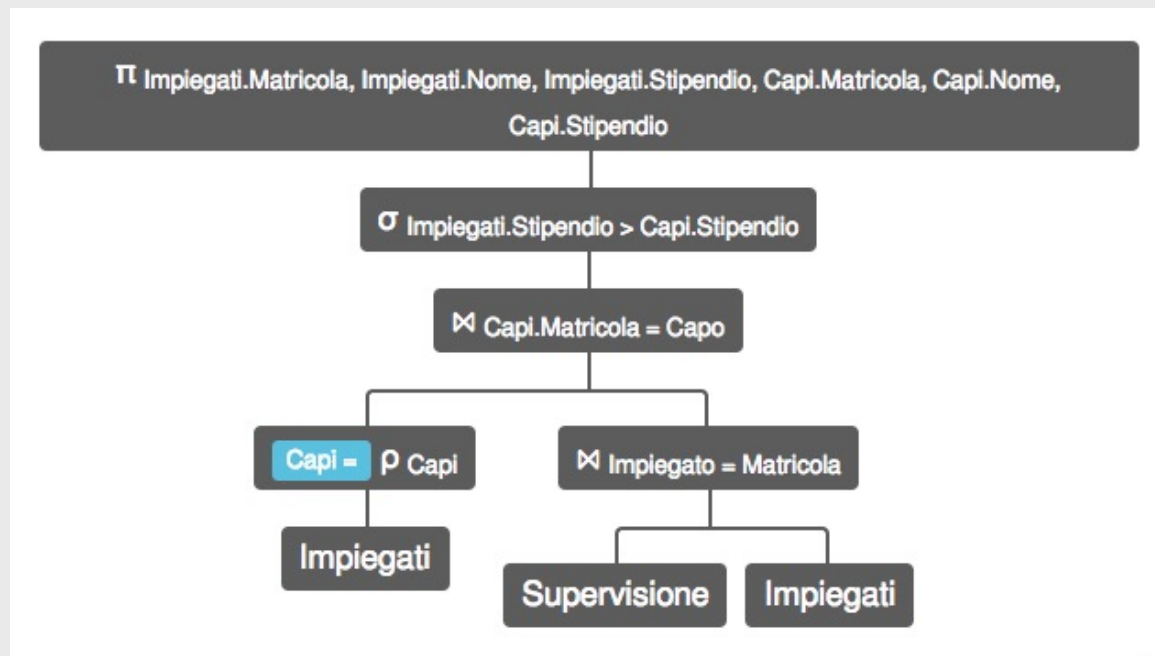 π Impiegati.Matricola, Impiegati.Nome, Impiegati.Stipendio, Capi.Matricola, Capi.Nome,
Capi.Stipendio
σ Impiegati.Stipendio > Capi.Stipendio
⋈ Capi.Matricola = Capo
Capi = ρ Capi
⋈ Impiegato = Matricola
Impiegati
Supervisione
Impiegati